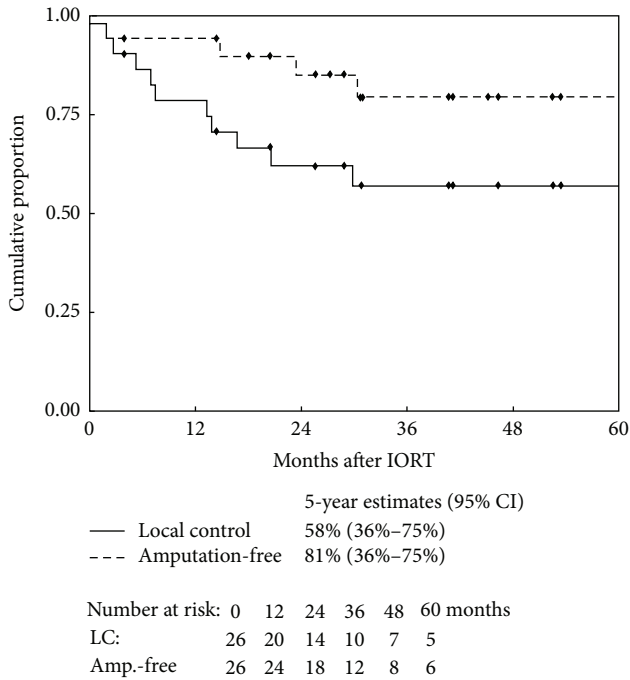 1.00
0.75
0.50
0.25
0.00
Cumulative proportion
0 12 24 36 48 60
Months after IORT
5-year estimates (95% CI)
Local control 58% (36%–75%)
Amputation-free 81% (36%–75%)
Number at risk: 0 12 24 36 48 60 months
LC: 26 20 14 10 7 5
Amp.-free 26 24 18 12 8 6